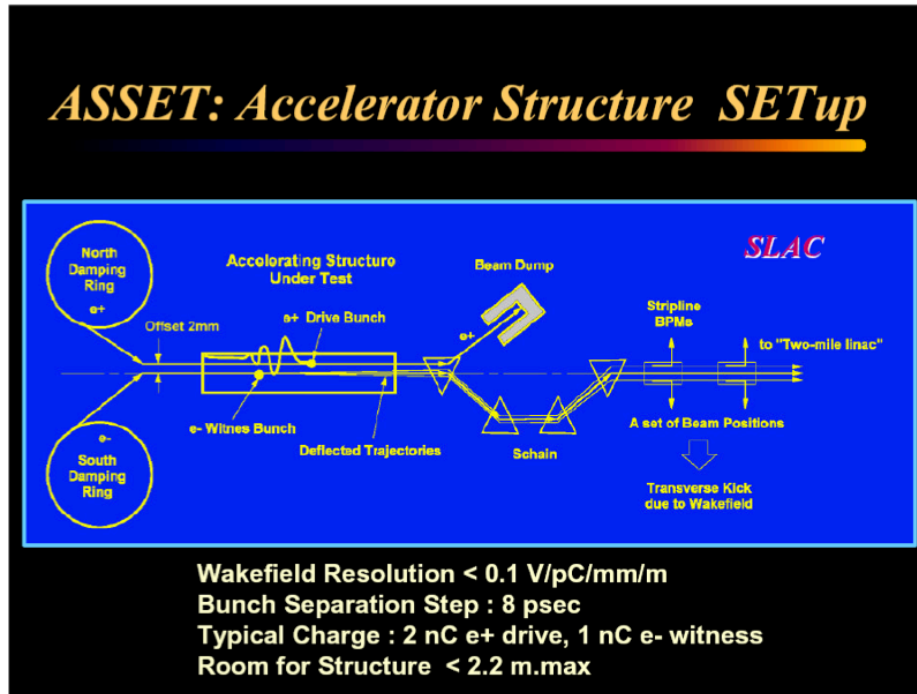 ASSET: Accelerator Structure SETup
SLAC
North
Damping
Ring
e+
Accelerating Structure
Under Test
e+ Drive Bunch
Offset 2mm
Beam Dump
e+
Stripline
BPMs
to "Two-mile linac"
e- Witnes Bunch
Deflected Trajectories
Schain
A set of Beam Positions
e-
South
Damping
Ring
Transverse Kick
due to Wakefield
Wakefield Resolution < 0.1 V/pC/mm/m
Bunch Separation Step : 8 psec
Typical Charge : 2 nC e+ drive, 1 nC e- witness
Room for Structure < 2.2 m.max